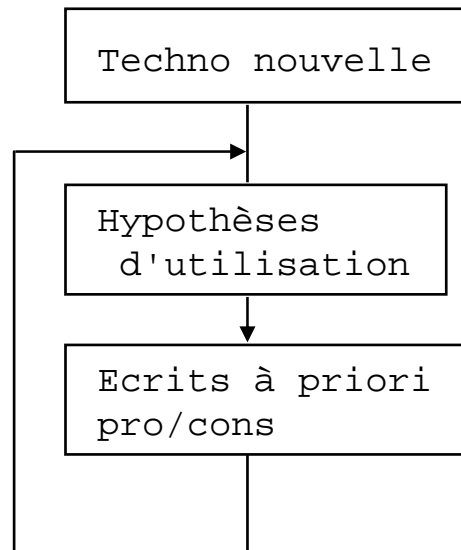 Techno nouvelle
Hypothèses
d'utilisation
Ecrits à priori
pro/cons